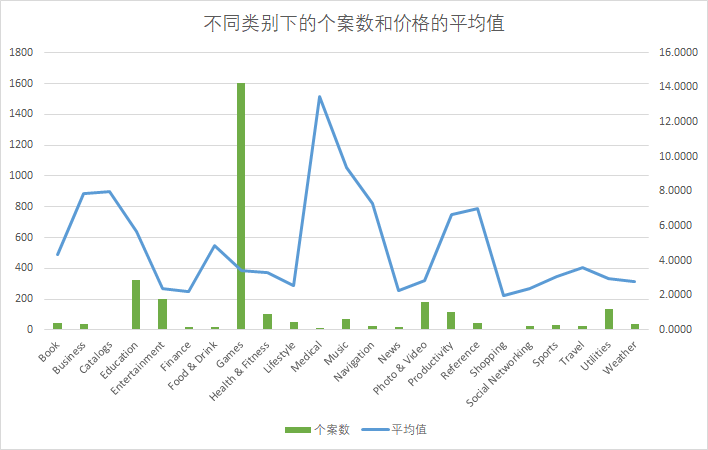 不同类别下的个案数和价格的平均值
1800
1600
1400
1200
1000
800
600
400
200
0
16.0000
14.0000
12.0000
10.0000
8.0000
6.0000
4.0000
2.0000
0.0000
Book
Business
Catalogs
Education
Entertainment
Finance
Food & Drink
Games
Health & Fitness
Lifestyle
Medical
Music
Navigation
News
Photo & Video
Productivity
Reference
Shopping
Social Networking
Sports
Travel
Utilities
Weather
个案数 平均值